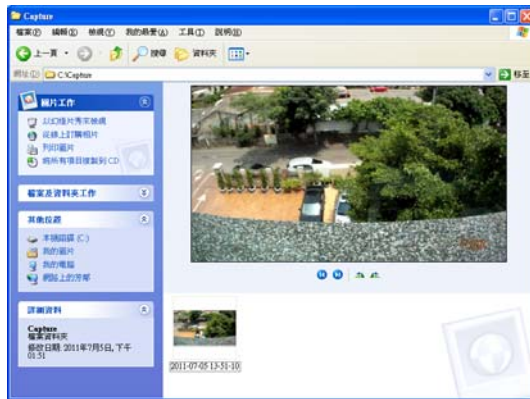 Capture
檔案(F) 編輯(E) 檢視(V) 我的最愛(A) 工具(T) 說明(H)
上一頁 搜尋 資料夾
網址(D) C:\Capture 移至
圖片工作
以幻燈片秀來檢視
從線上訂購相片
列印圖片
將所有項目複製到 CD
檔案及資料夾工作
其他位置
本機磁碟 (C:)
我的圖片
我的電腦
網路上的芳鄰
詳細資料
Capture
檔案資料夾
修改日期: 2011年7月5日, 下午
01:51
2011-07-05 13-51-10